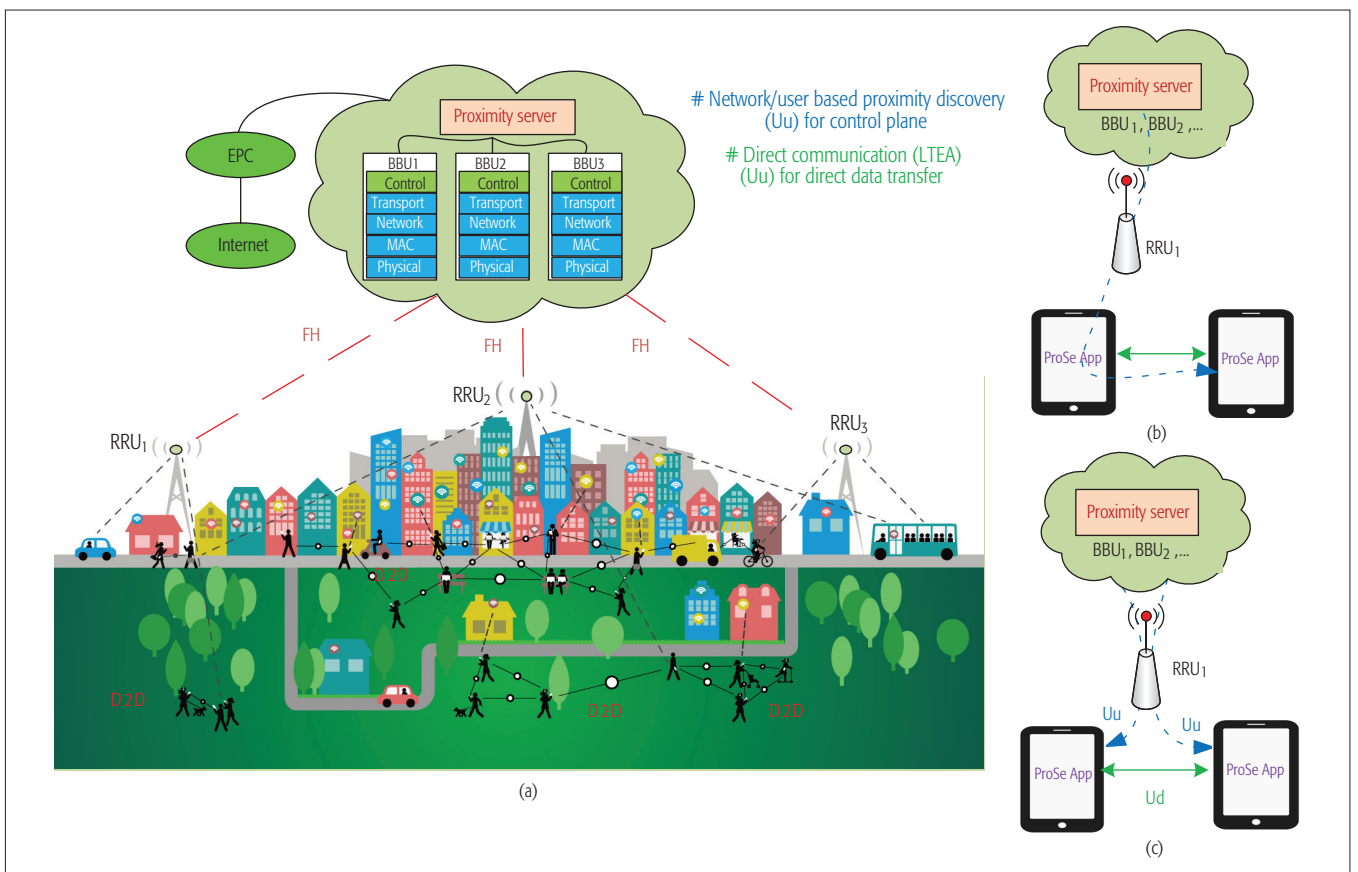 Proximity server
BBU1 BBU2 BBU3
Control Control Control
Transport Transport Transport
Network Network Network
MAC MAC MAC
Physical Physical Physical
EPC
Internet
# Network/user based proximity discovery
(Uu) for control plane
# Direct communication (LTEA)
(Uu) for direct data transfer
FH
FH
FH
RRU1
RRU2
RRU3
D2D
D2D
D2D
D2D
(a)
Proximity server
BBU1, BBU2 ,...
RRU1
ProSe App
ProSe App
(b)
Proximity server
BBU1, BBU2 ,...
RRU1
Uu
Uu
ProSe App
ProSe App
Ud
(c)